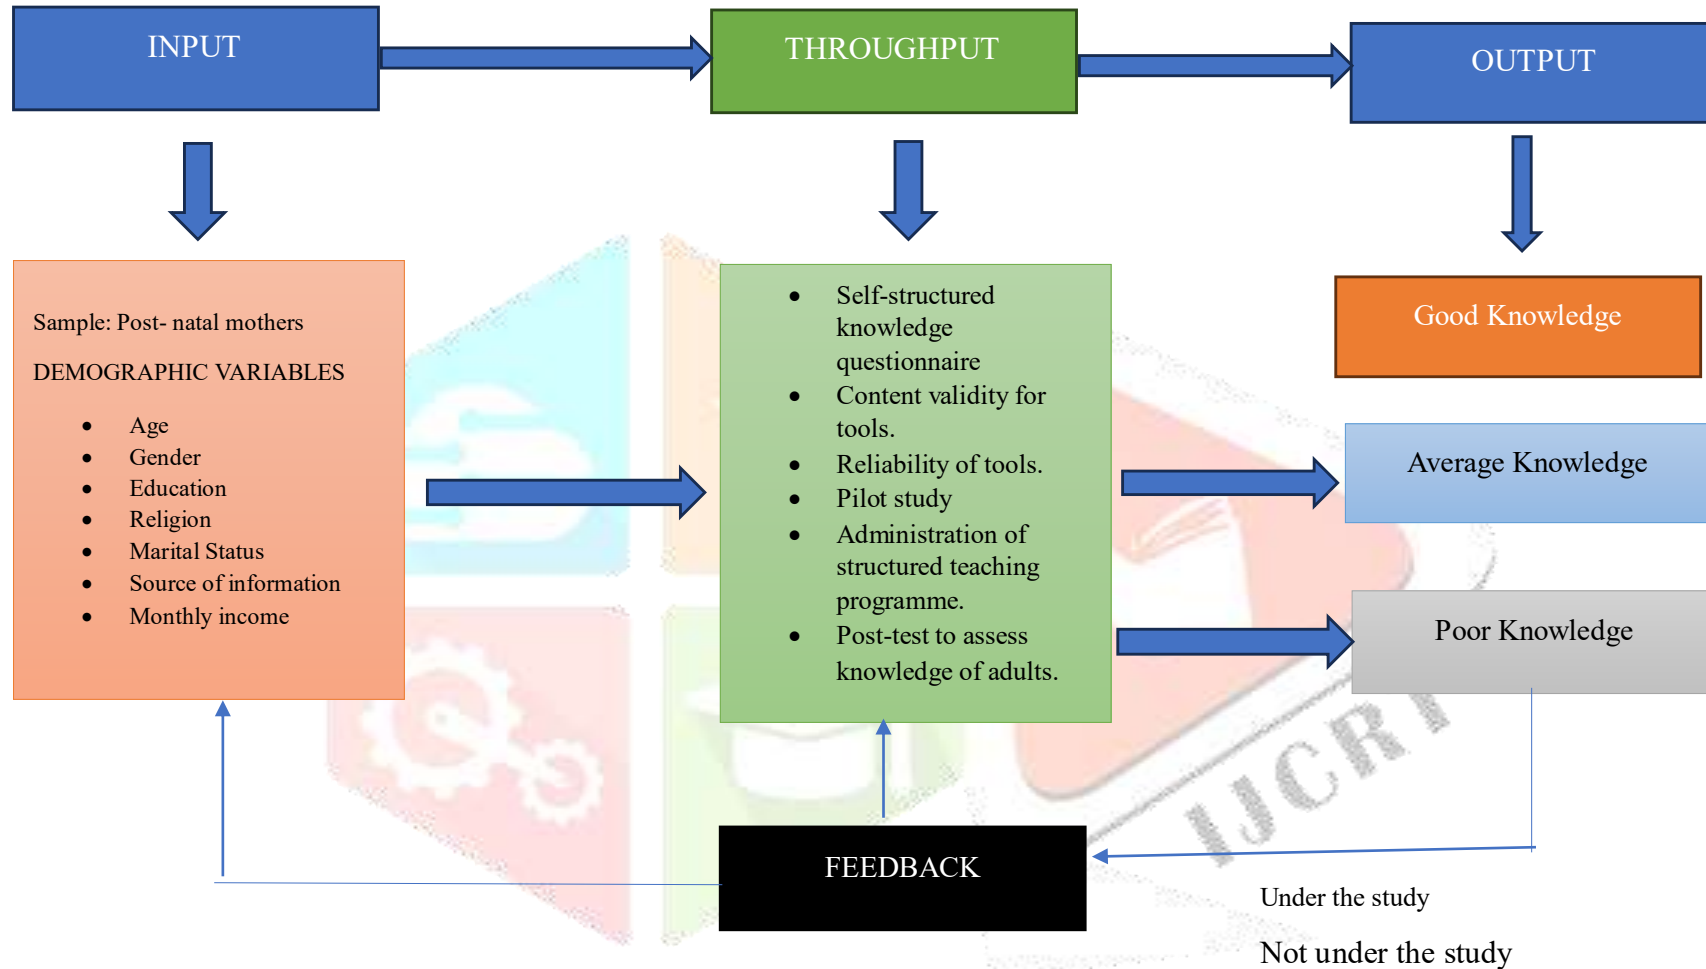 INPUT
THROUGHPUT
OUTPUT
Sample: Post- natal mothers
DEMOGRAPHIC VARIABLES
• Age
• Gender
• Education
• Religion
• Marital Status
• Source of information
• Monthly income
• Self-structured
knowledge
questionnaire
• Content validity for
tools.
• Reliability of tools.
• Pilot study
• Administration of
structured teaching
programme.
• Post-test to assess
knowledge of adults.
Good Knowledge
Average Knowledge
Poor Knowledge
FEEDBACK
IJCRT
Under the study
Not under the study